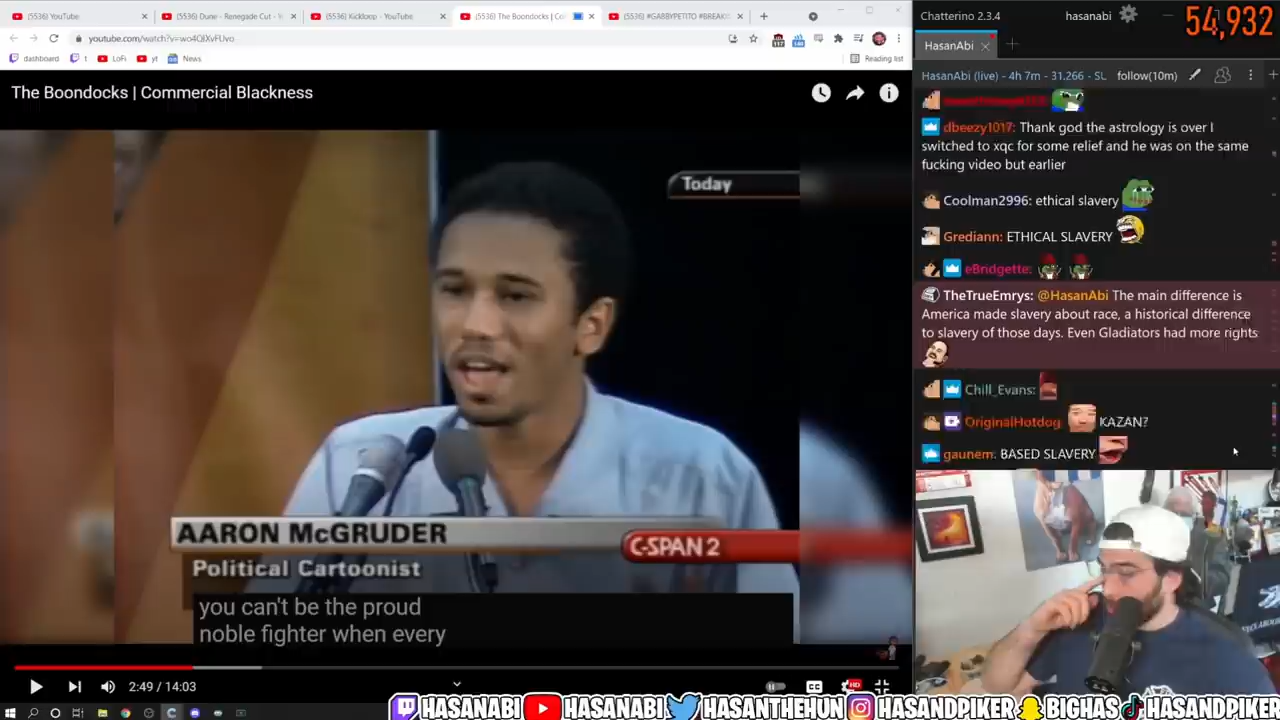 (5536) YouTube
(5536) Dune - Renegade Cut -
(5536) Kickloop - YouTube
(5536) The Boondocks | Co
(5536) #GABBYPETITO #BREAKI
youtube.com/watch?v=wo4QIXvFUvo
dashboard
t
LoFi
yt
News
Reading list
The Boondocks | Commercial Blackness
Today
AARON McGRUDER
Political Cartoonist
C-SPAN 2
you can't be the proud
noble fighter when every
2:49 / 14:03
CC
HD
Chatterino 2.3.4
hasanabi
54,932
HasanAbi
HasanAbi (live) - 4h 7m - 31.266 - SL
follow(10m)
dbeezy1017: Thank god the astrology is over I
switched to xqc for some relief and he was on the same
fucking video but earlier
Coolman2996: ethical slavery
Grediann: ETHICAL SLAVERY
eBridgette:
TheTrueEmrys: @HasanAbi The main difference is
America made slavery about race, a historical difference
to slavery of those days. Even Gladiators had more rights
Chill_Evans:
OriginalHotdog KAZAN?
gaunem: BASED SLAVERY
HASANABI
HASANABI
HASANTHEHUN
HASANDPIKER
BIGHAS
HASANDPIKER